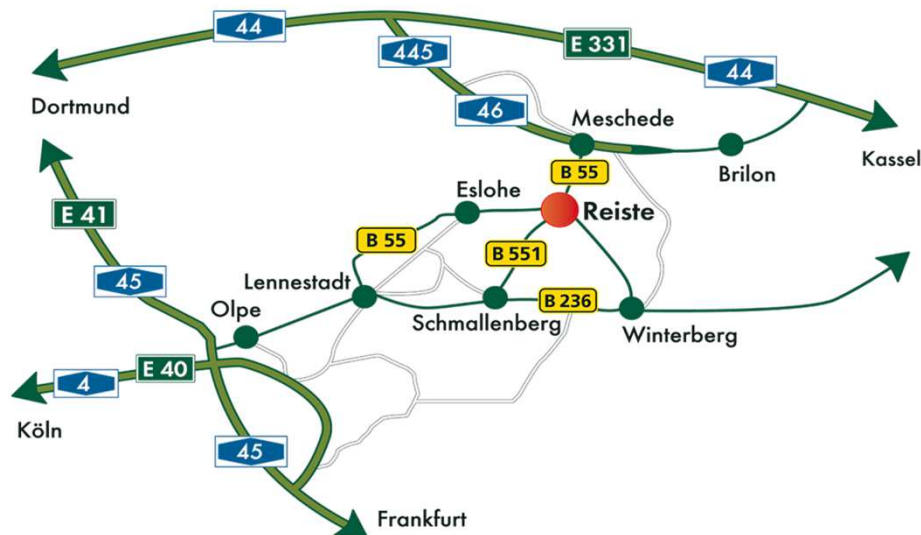 44
445
E 331
44
Dortmund
46
Meschede
Kassel
Brilon
B 55
Eslohe
Reiste
E 41
B 55
B 551
45
Lennestadt
Olpe
B 236
Schmallenberg
Winterberg
E 40
4
Köln
45
Frankfurt